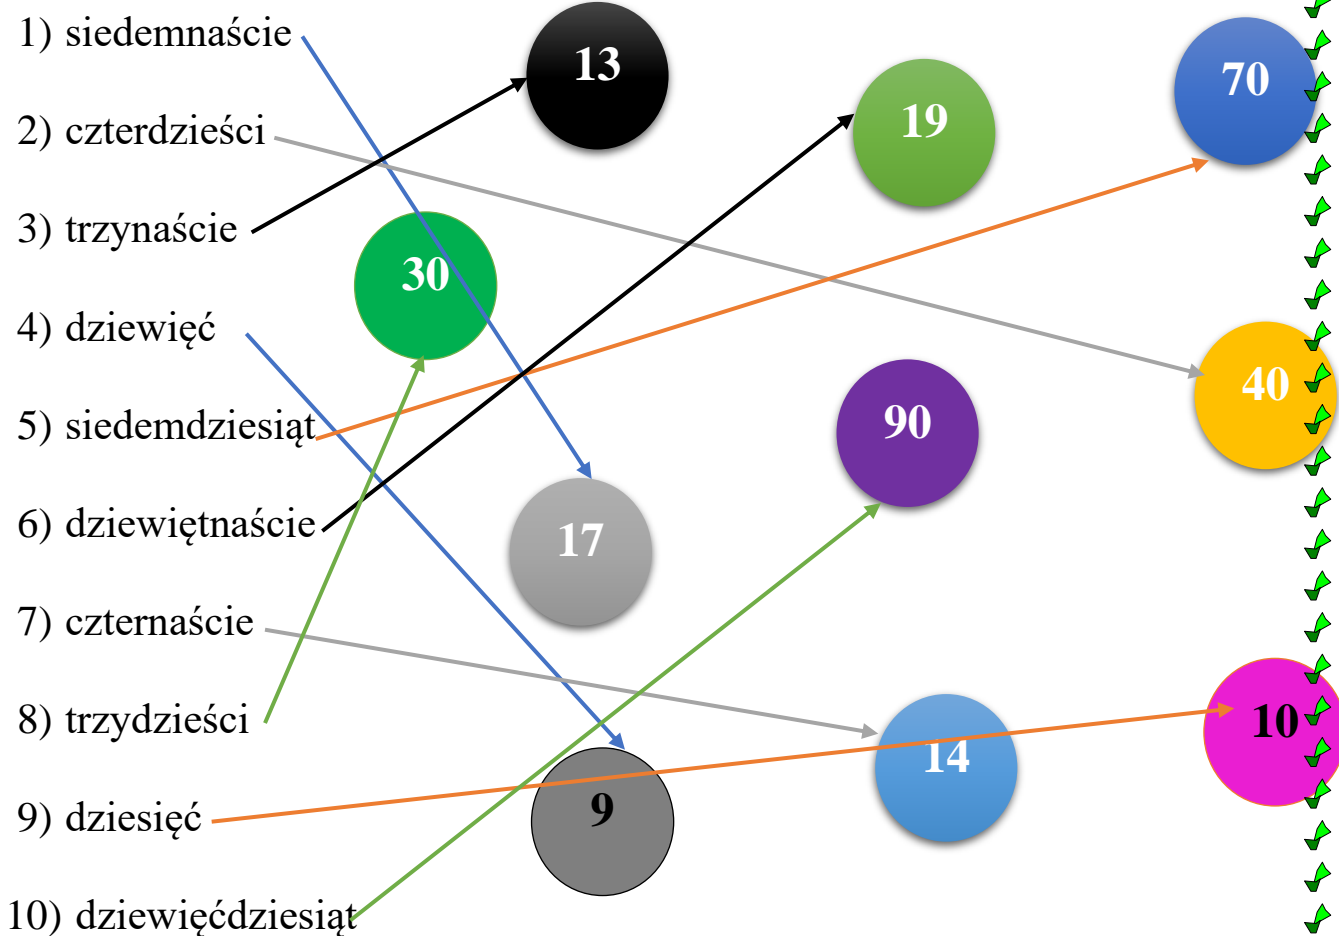 1) siedemnaście
2) czterdzieści
3) trzynaście
4) dziewięć
5) siedemdziesiąt
6) dziewiętnaście
7) czternaście
8) trzydzieści
9) dziesięć
10) dziewięćdziesiąt
13
19
70
30
40
90
17
10
14
9